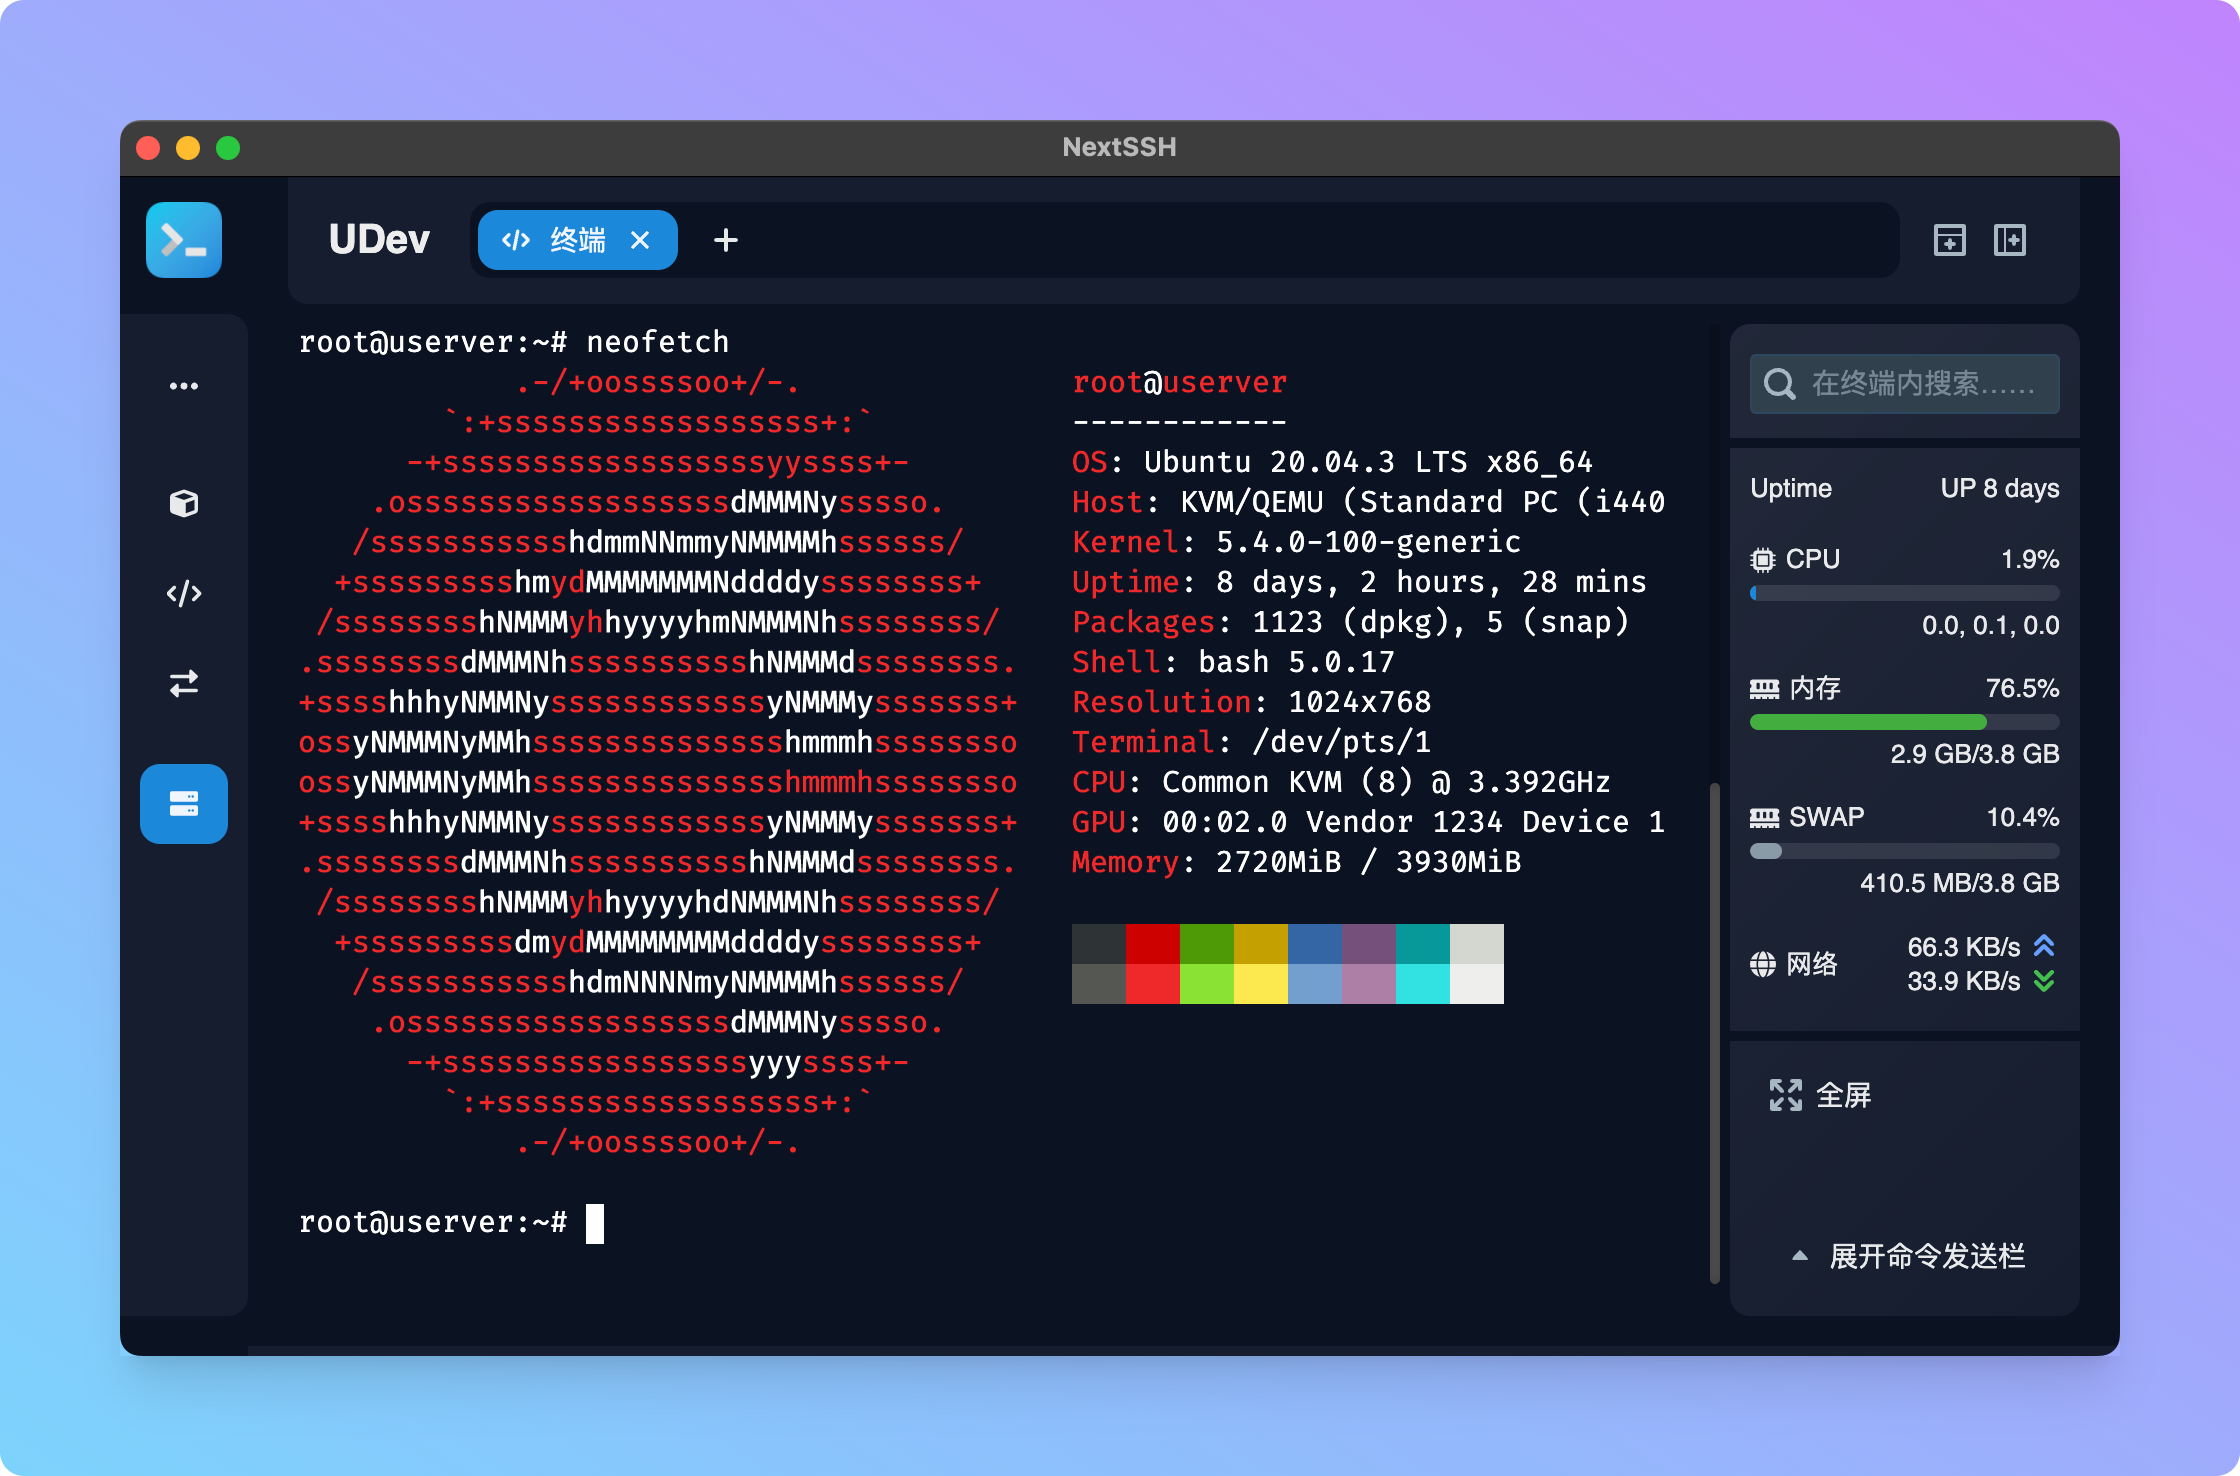 NextSSH
UDev
终端
root@userver:~# neofetch
.-/+oossssoo+/-.
`:+ssssssssssssssssss+:`
-+ssssssssssssssssssyyssss+-
.ossssssssssssssssssdMMMNysssso.
/ssssssssssshdmmNNmmyNMMMMhssssss/
+ssssssssshmydMMMMMMMNddddyssssssss+
/sssssssshNMMMyhhyyyyhmNMMMNhssssssss/
.ssssssssdMMMNhsssssssssshNMMMdssssssss.
+sssshhhyNMMNyssssssssssssyNMMMysssssss+
ossyNMMMNyMMhsssssssssssssshmmmhssssssso
ossyNMMMNyMMhsssssssssssssshmmmhssssssso
+sssshhhyNMMNyssssssssssssyNMMMysssssss+
.ssssssssdMMMNhsssssssssshNMMMdssssssss.
/sssssssshNMMMyhhyyyyhdNMMMNhssssssss/
+sssssssssdmydMMMMMMMMddddyssssssss+
/ssssssssssshdmNNNNmyNMMMMhssssss/
.ossssssssssssssssssdMMMNysssso.
-+sssssssssssssssssyyyssss+-
`:+ssssssssssssssssss+:`
.-/+oossssoo+/-.
root@userver
------------
OS: Ubuntu 20.04.3 LTS x86_64
Host: KVM/QEMU (Standard PC (i440
Kernel: 5.4.0-100-generic
Uptime: 8 days, 2 hours, 28 mins
Packages: 1123 (dpkg), 5 (snap)
Shell: bash 5.0.17
Resolution: 1024x768
Terminal: /dev/pts/1
CPU: Common KVM (8) @ 3.392GHz
GPU: 00:02.0 Vendor 1234 Device 1
Memory: 2720MiB / 3930MiB
root@userver:~#
在终端内搜索……
Uptime UP 8 days
CPU 1.9%
0.0, 0.1, 0.0
内存 76.5%
2.9 GB/3.8 GB
SWAP 10.4%
410.5 MB/3.8 GB
网络 66.3 KB/s
33.9 KB/s
全屏
展开命令发送栏